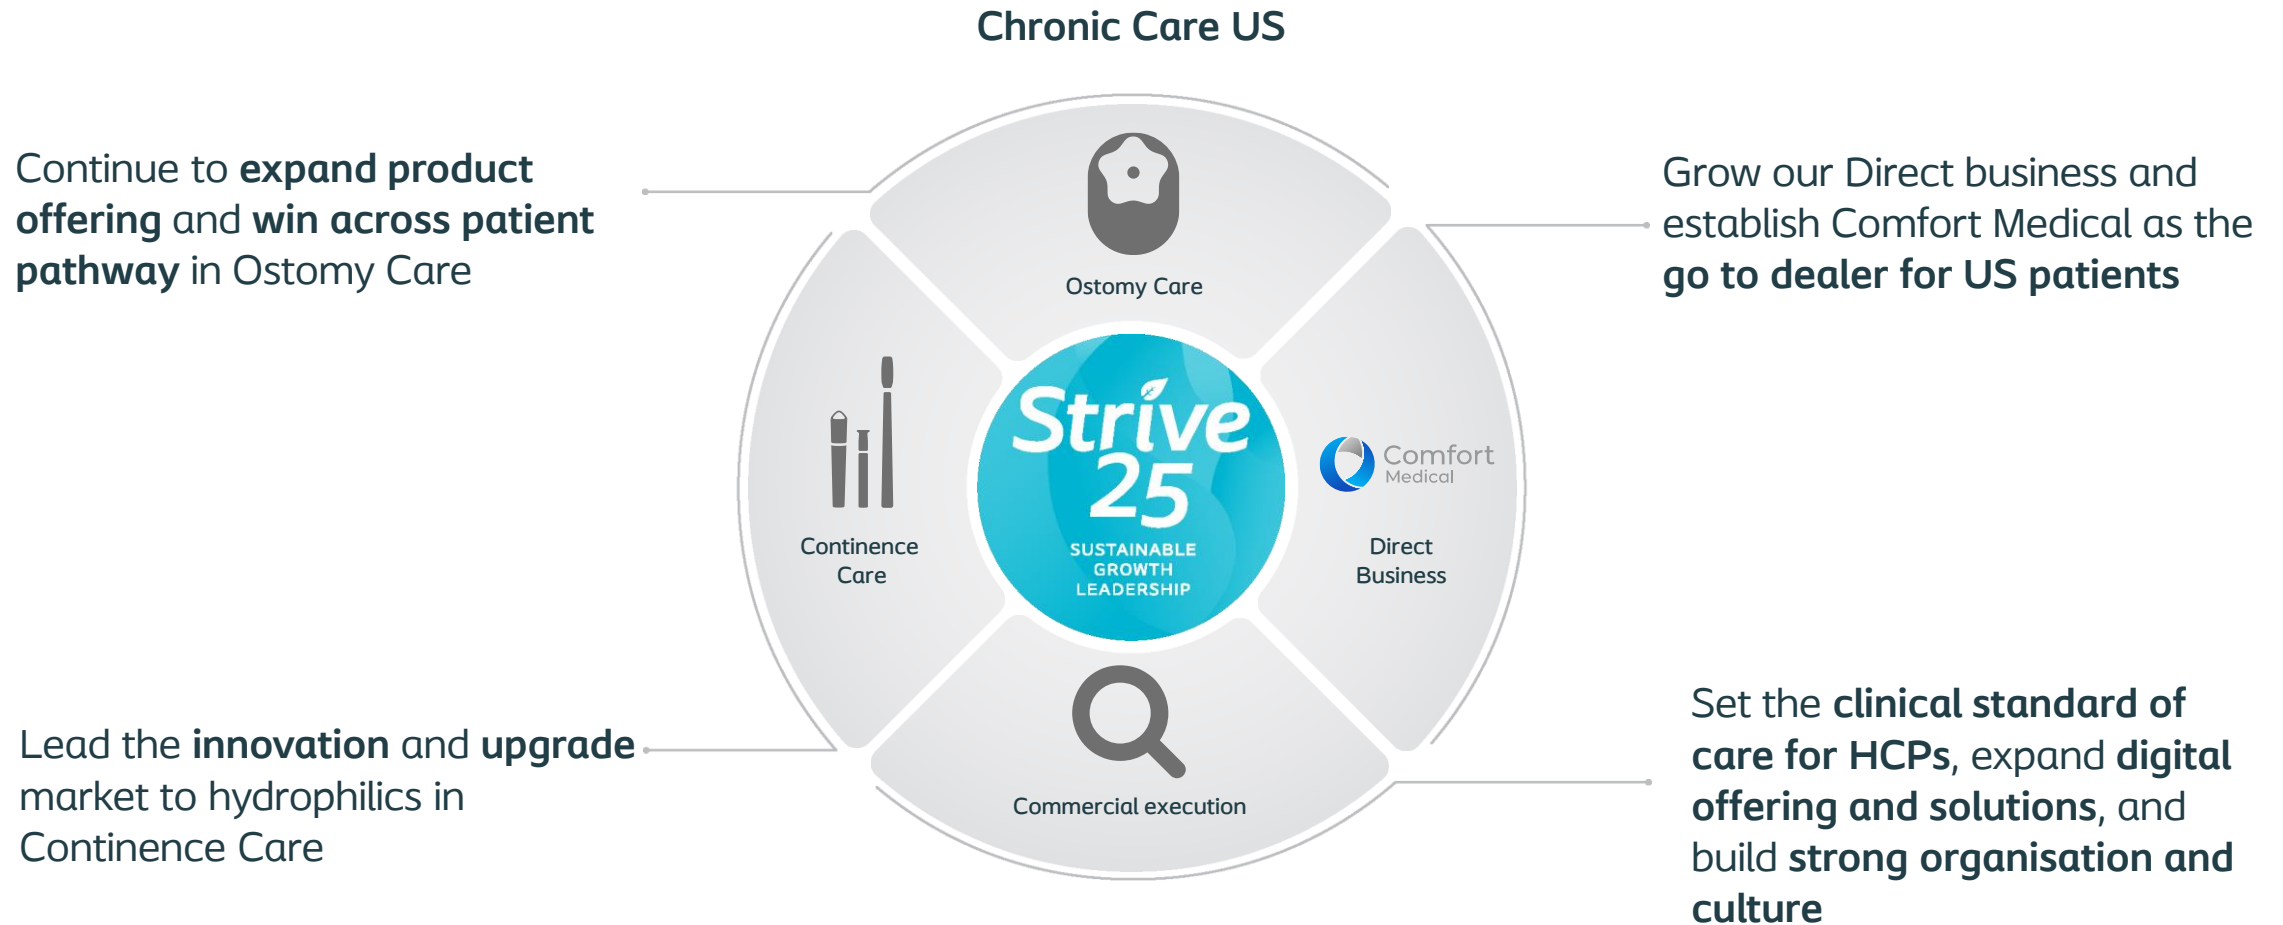 Chronic Care US
Continue to expand product
offering and win across patient
pathway in Ostomy Care
Grow our Direct business and
establish Comfort Medical as the
go to dealer for US patients
Ostomy Care
Strive
25
SUSTAINABLE
GROWTH
LEADERSHIP
Continence
Care
Comfort
Medical
Direct
Business
Commercial execution
Lead the innovation and upgrade
market to hydrophilics in
Continence Care
Set the clinical standard of
care for HCPs, expand digital
offering and solutions, and
build strong organisation and
culture